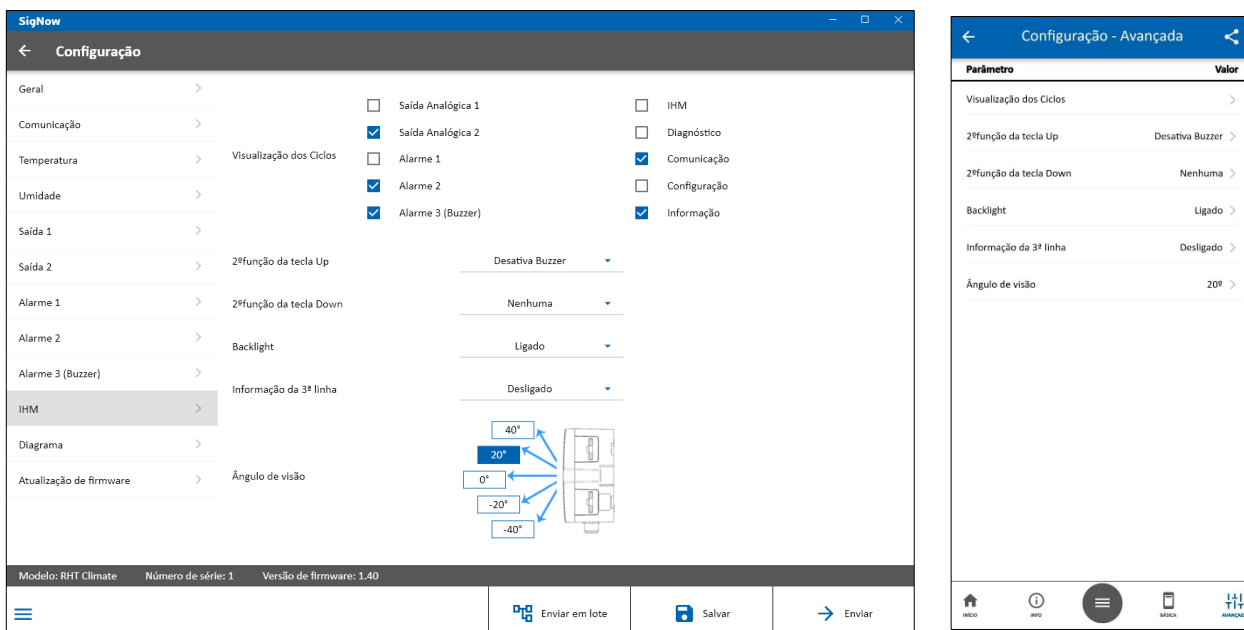 SigNow
Configuração
Geral
Comunicação
Temperatura
Umidade
Saída 1
Saída 2
Alarme 1
Alarme 2
Alarme 3 (Buzzer)
IHM
Diagrama
Atualização de firmware
Visualização dos Ciclos
Saída Analógica 1
Saída Analógica 2
Alarme 1
Alarme 2
Alarme 3 (Buzzer)
IHM
Diagnóstico
Comunicação
Configuração
Informação
2ºfunção da tecla Up Desativa Buzzer
2ºfunção da tecla Down Nenhuma
Backlight Ligado
Informação da 3ª linha Desligado
Ângulo de visão
40°
20°
0°
-20°
-40°
Modelo: RHT Climate Número de série: 1 Versão de firmware: 1.40
Enviar em lote Salvar Enviar
Configuração - Avançada
Parâmetro Valor
Visualização dos Ciclos
2ºfunção da tecla Up Desativa Buzzer
2ºfunção da tecla Down Nenhuma
Backlight Ligado
Informação da 3ª linha Desligado
Ângulo de visão 20º
INÍCIO INFO BÁSICA